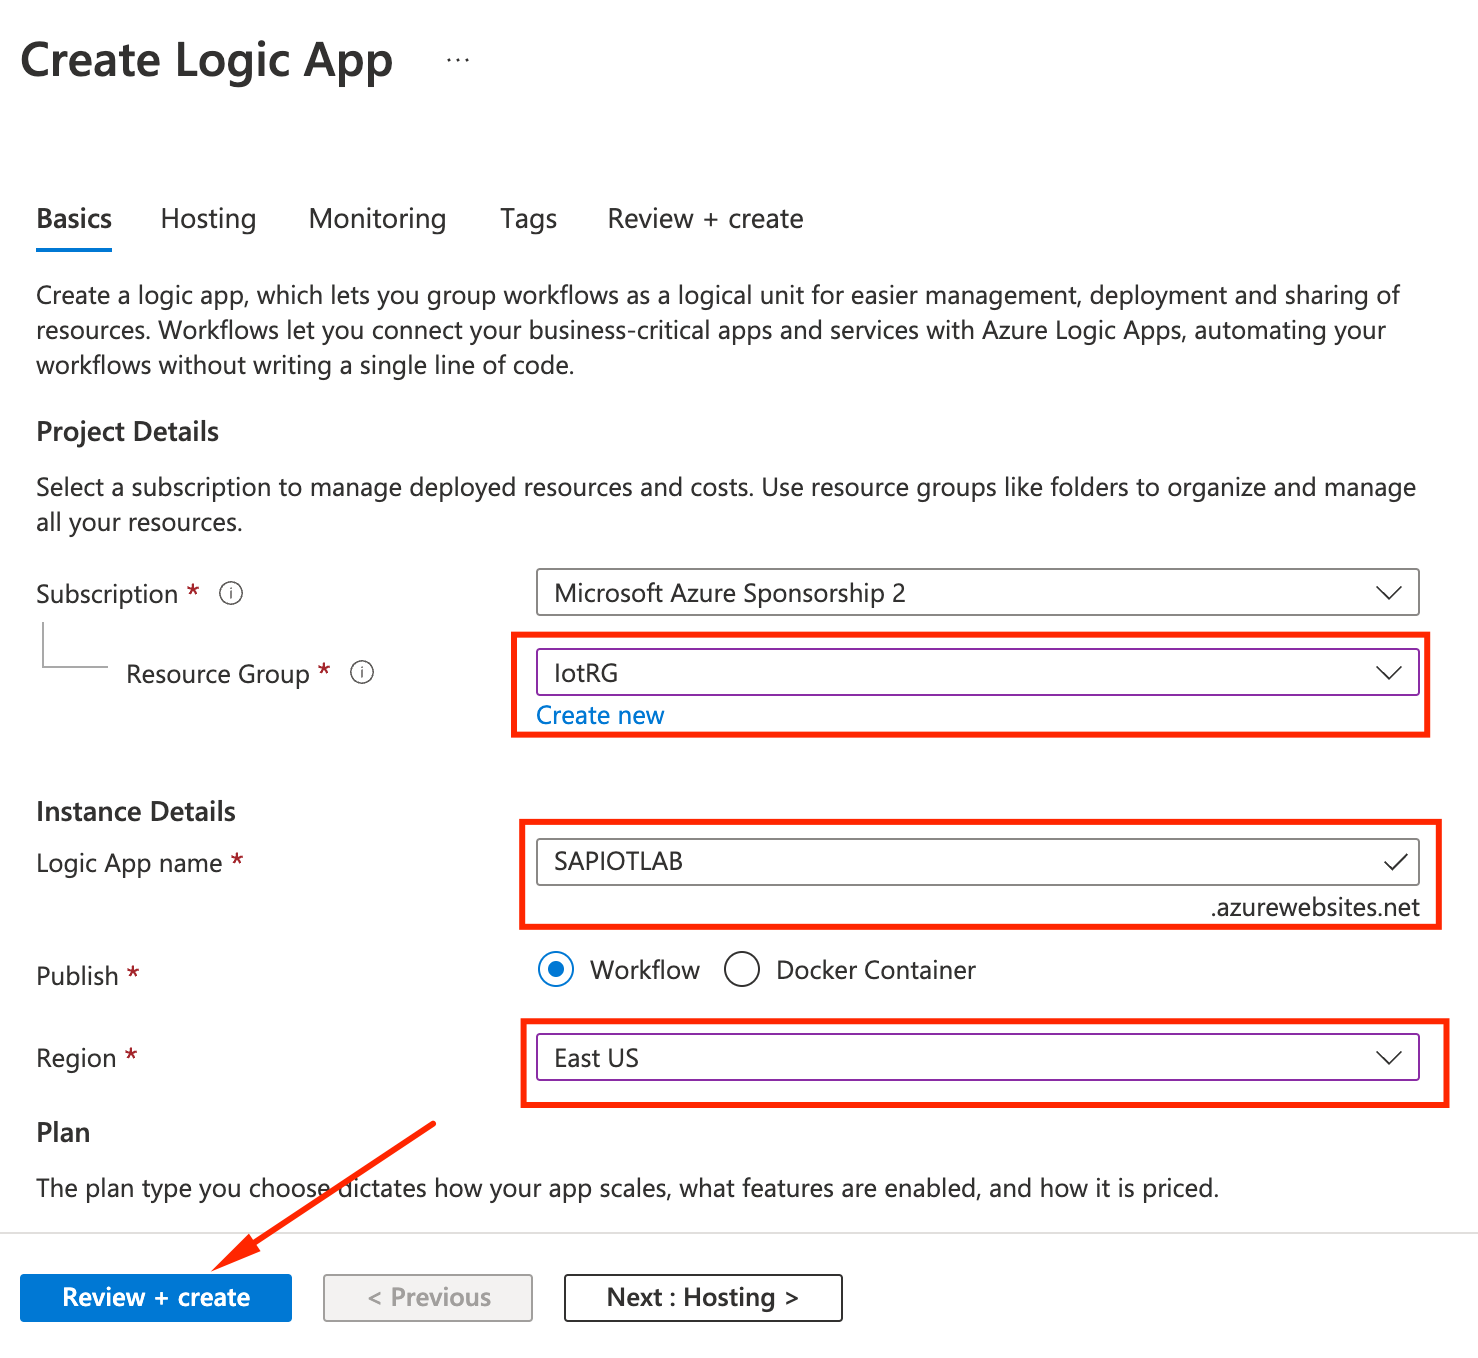 Create Logic App ...
Basics Hosting Monitoring Tags Review + create
Create a logic app, which lets you group workflows as a logical unit for easier management, deployment and sharing of
resources. Workflows let you connect your business-critical apps and services with Azure Logic Apps, automating your
workflows without writing a single line of code.
Project Details
Select a subscription to manage deployed resources and costs. Use resource groups like folders to organize and manage
all your resources.
Subscription * Microsoft Azure Sponsorship 2
Resource Group * IotRG
Create new
Instance Details
Logic App name * SAPIOTLAB
.azurewebsites.net
Publish * Workflow Docker Container
Region * East US
Plan
The plan type you choose dictates how your app scales, what features are enabled, and how it is priced.
Review + create < Previous Next : Hosting >